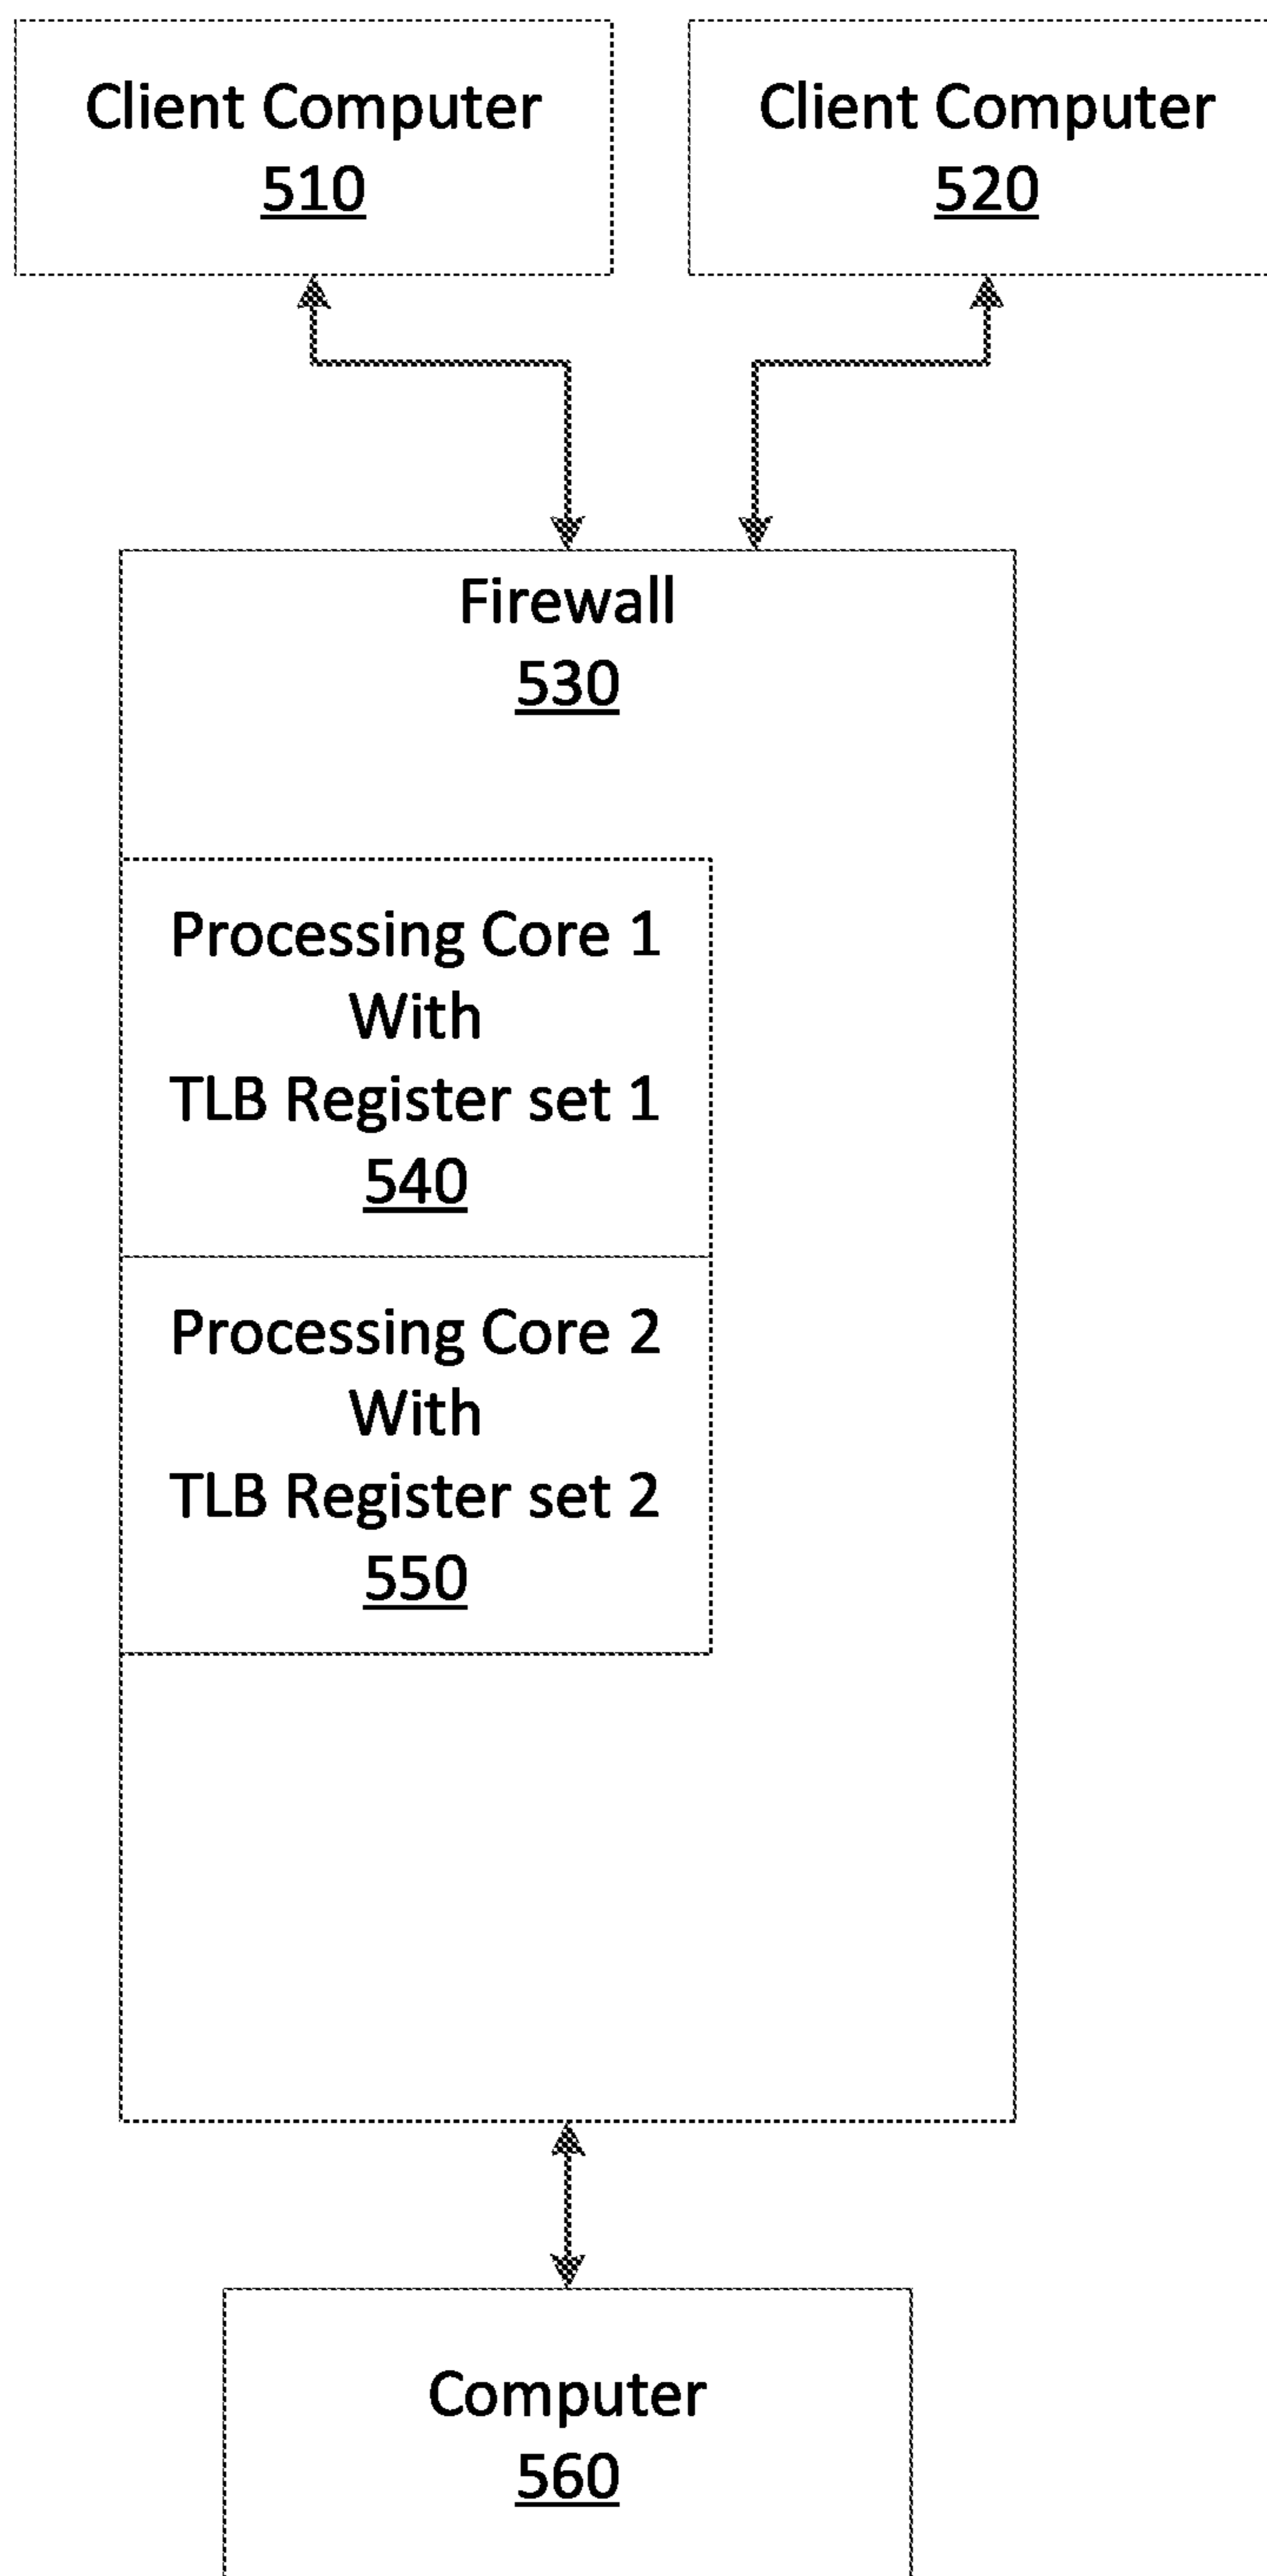 Client Computer
510
Client Computer
520
Firewall
530
Processing Core 1
With
TLB Register set 1
540
Processing Core 2
With
TLB Register set 2
550
Computer
560